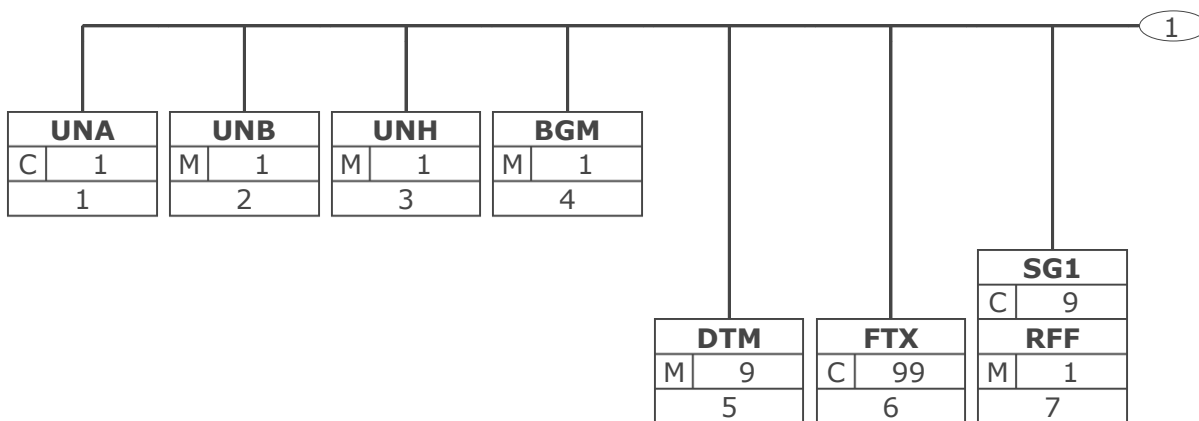 1
UNA UNB UNH BGM
C 1 M 1 M 1 M 1
1 2 3 4
SG1
C 9
DTM FTX RFF
M 9 C 99 M 1
5 6 7